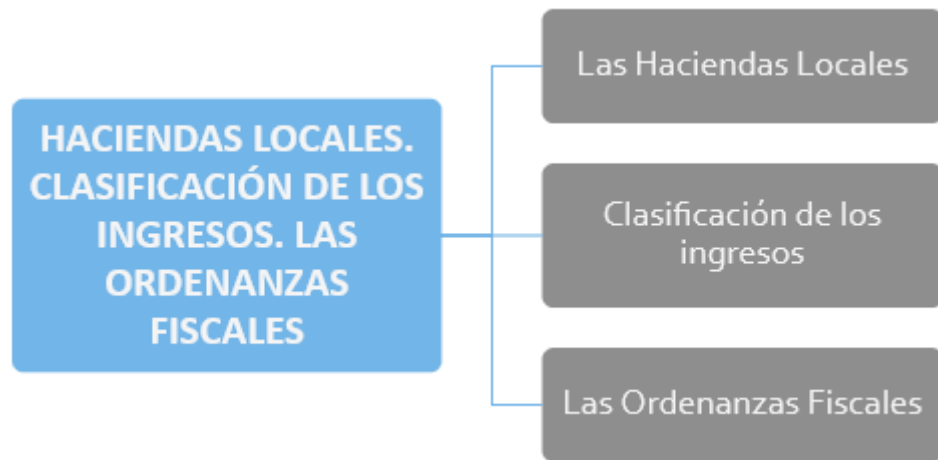 HACIENDAS LOCALES.
CLASIFICACIÓN DE LOS
INGRESOS. LAS
ORDENANZAS
FISCALES
Las Haciendas Locales
Clasificación de los
ingresos
Las Ordenanzas Fiscales